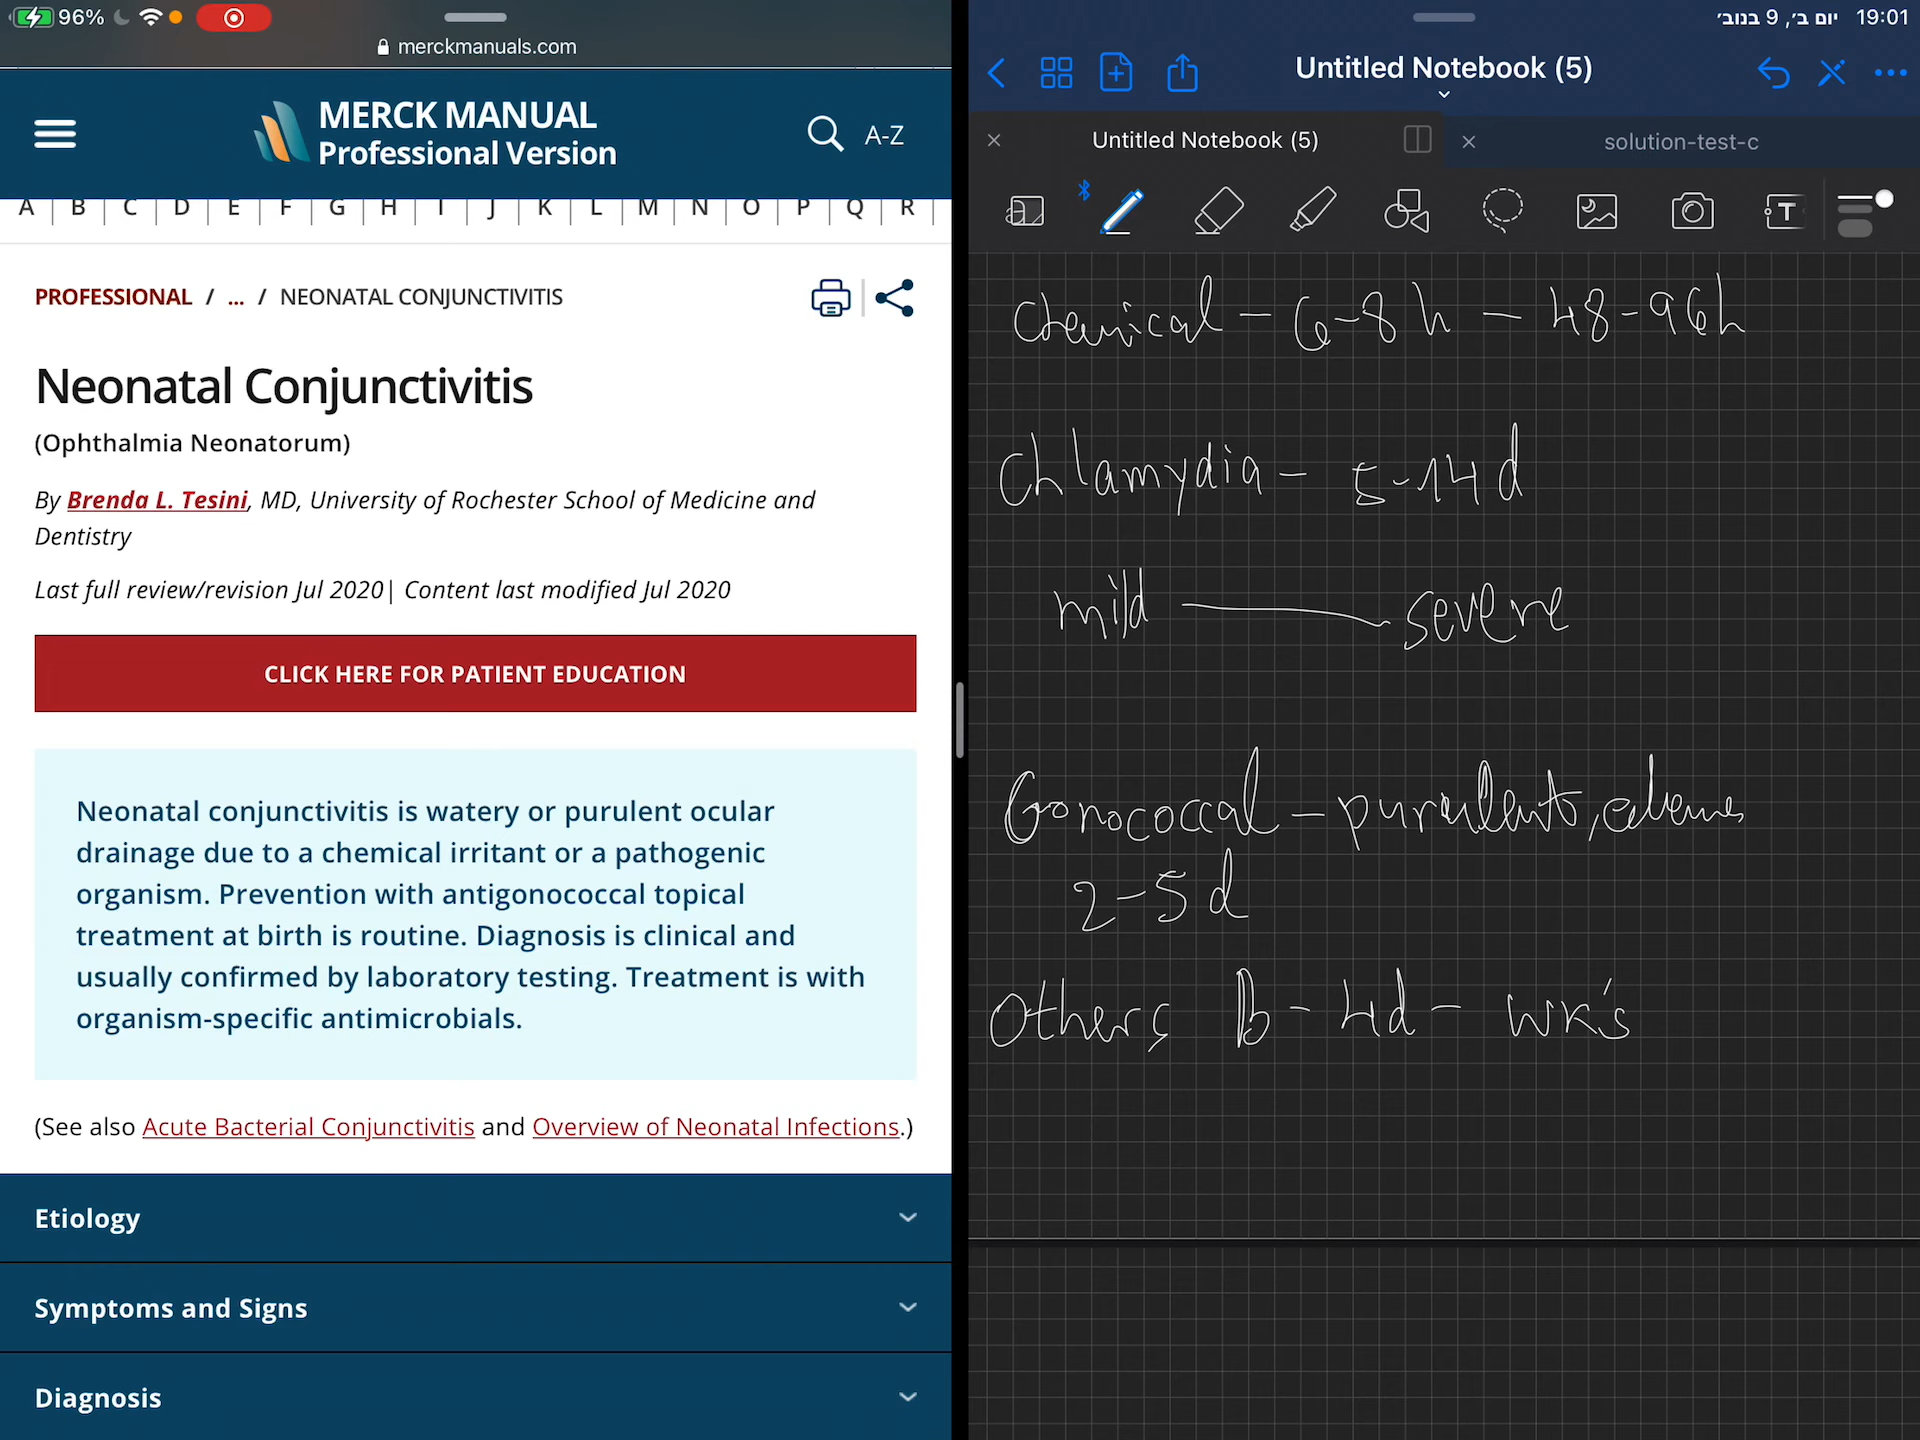 96%
merckmanuals.com
MERCK MANUAL
Professional Version
A-Z
A | B | C | D | E | F | G | H | I | J | K | L | M | N | O | P | Q | R |
PROFESSIONAL / ... / NEONATAL CONJUNCTIVITIS
Neonatal Conjunctivitis
(Ophthalmia Neonatorum)
By Brenda L. Tesini, MD, University of Rochester School of Medicine and
Dentistry
Last full review/revision Jul 2020| Content last modified Jul 2020
CLICK HERE FOR PATIENT EDUCATION
Neonatal conjunctivitis is watery or purulent ocular
drainage due to a chemical irritant or a pathogenic
organism. Prevention with antigonococcal topical
treatment at birth is routine. Diagnosis is clinical and
usually confirmed by laboratory testing. Treatment is with
organism-specific antimicrobials.
(See also Acute Bacterial Conjunctivitis and Overview of Neonatal Infections.)
Etiology
Symptoms and Signs
Diagnosis
יום ב׳, 9 בנוב׳ 19:01
Untitled Notebook (5)
Untitled Notebook (5)
solution-test-c
T
Chemical - 6-8 h - 48-96h
Chlamydia - 5-14 d
mild — severe
Gonococcal - purulent, edema
2-5 d
Others B - 4d - wk's